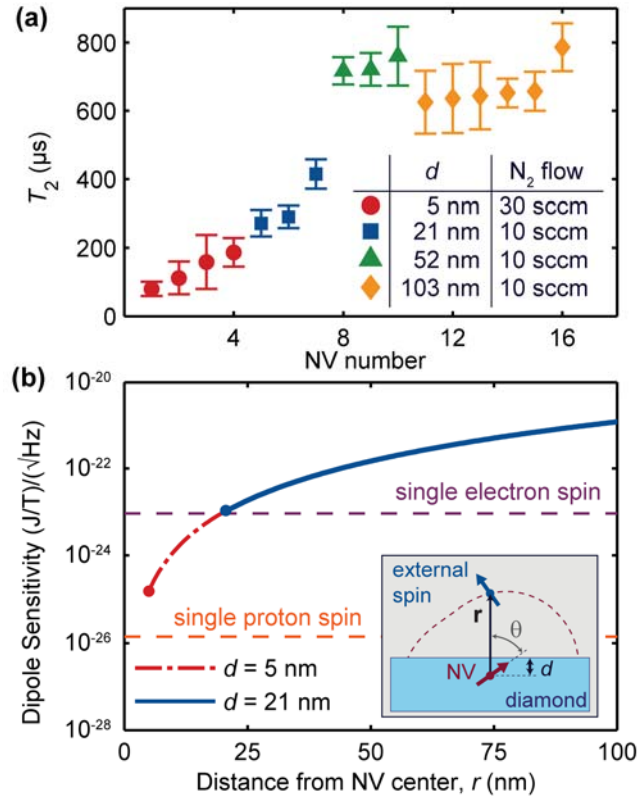 (a)
800
600
400
200
0
T₂ (μs)
d N₂ flow
5 nm 30 sccm
21 nm 10 sccm
52 nm 10 sccm
103 nm 10 sccm
4 8 12 16
NV number
(b)
10⁻²⁰
10⁻²²
10⁻²⁴
10⁻²⁶
10⁻²⁸
Dipole Sensitivity (J/T)/(√Hz)
single electron spin
single proton spin
d = 5 nm
d = 21 nm
external
spin
r
θ
NV
d
diamond
0 25 50 75 100
Distance from NV center, r (nm)